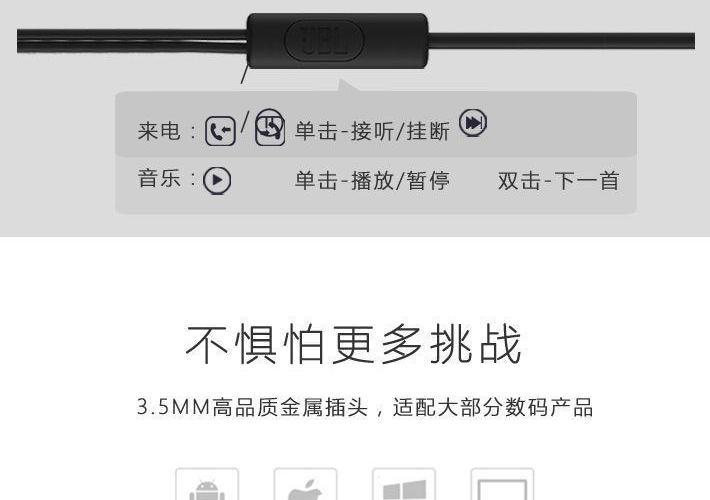 JBL
来电：/ 单击-接听/挂断
音乐： 单击-播放/暂停 双击-下一首
不惧怕更多挑战
3.5MM高品质金属插头，适配大部分数码产品